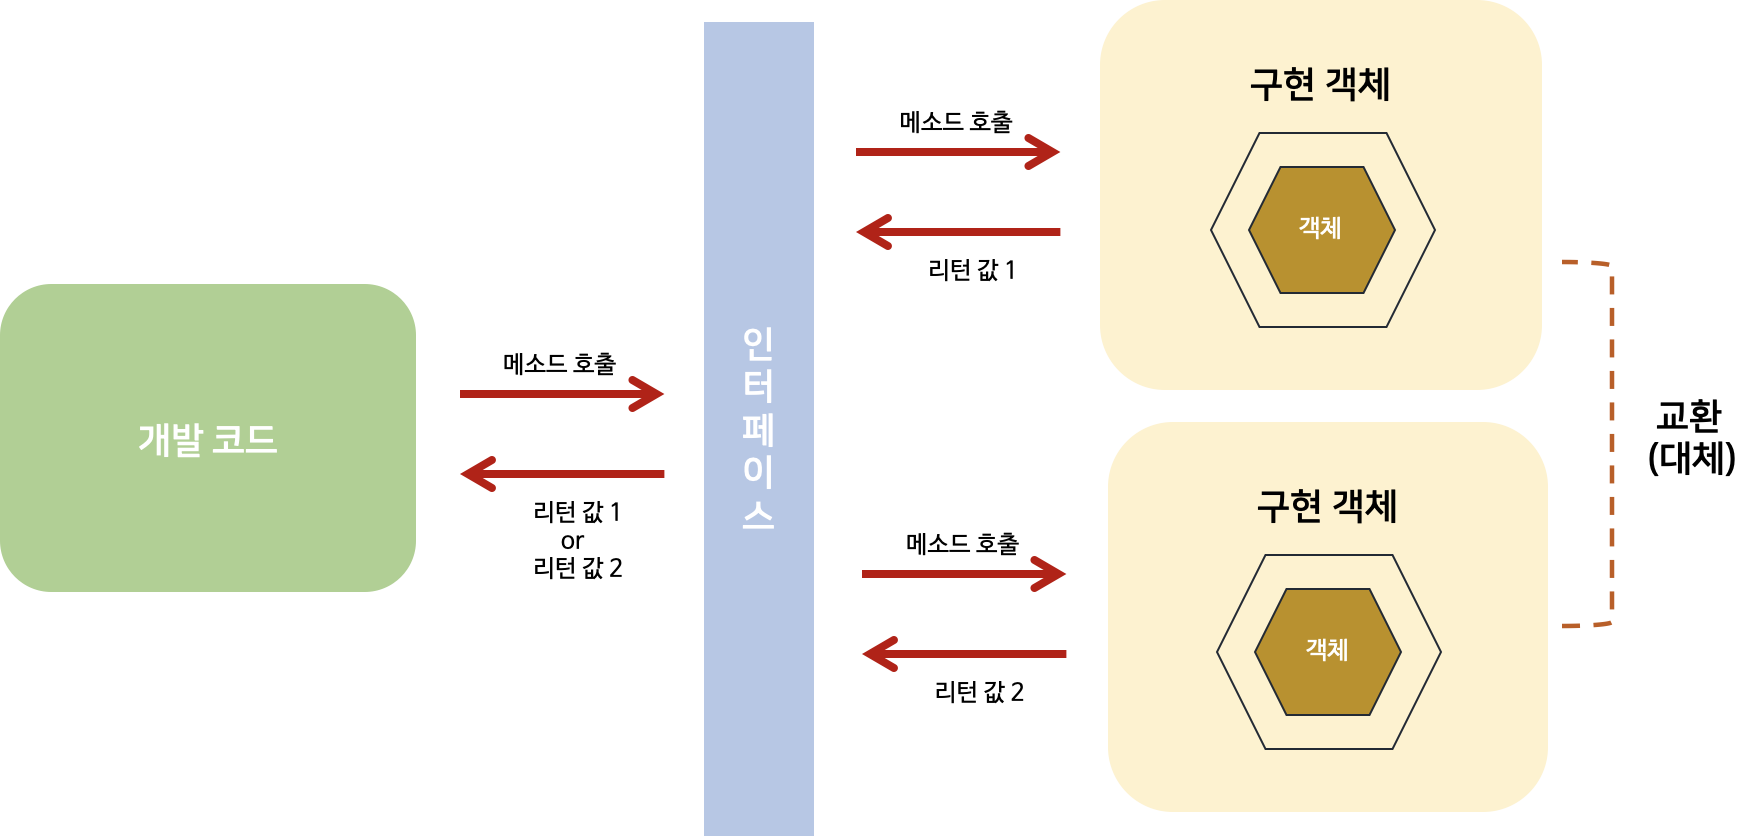 개발 코드
메소드 호출
리턴 값 1
or
리턴 값 2
인
터
페
이
스
메소드 호출
리턴 값 1
구현 객체
객체
메소드 호출
리턴 값 2
구현 객체
객체
교환
(대체)